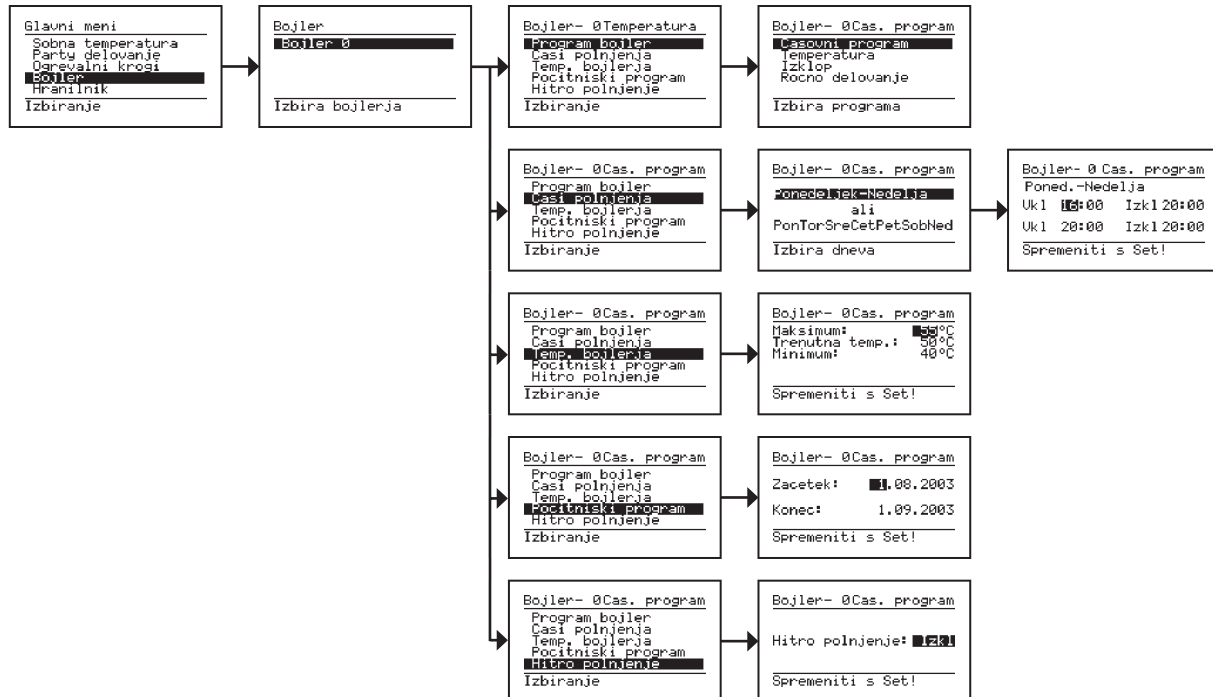 Glavni meni
Sobna temperatura
Party delovanje
Ogrevalni krogi
Bojler
Hranilnik
Izbiranje
Bojler
Bojler 0
Izbira bojlerja
Bojler- 0Temperatura
Program bojler
Casi polnjenja
Temp. bojlerja
Pocitniski program
Hitro polnjenje
Izbiranje
Bojler- 0Cas. program
Casovni program
Temperatura
Izklop
Rocno delovanje
Izbira programa
Bojler- 0Cas. program
Program bojler
Casi polnjenja
Temp. bojlerja
Pocitniski program
Hitro polnjenje
Izbiranje
Bojler- 0Cas. program
Ponedeljek-Nedelja
ali
PonTorSreCetPetSobNed
Izbira dneva
Bojler- 0 Cas. program
Poned.-Nedelja
Vkl 16:00 Izkl 20:00
Vkl 20:00 Izkl 20:00
Spremeniti s Set!
Bojler- 0Cas. program
Program bojler
Casi polnjenja
Temp. bojlerja
Pocitniski program
Hitro polnjenje
Izbiranje
Bojler- 0Cas. program
Maksimum: 55°C
Trenutna temp.: 50°C
Minimum: 40°C
Spremeniti s Set!
Bojler- 0Cas. program
Program bojler
Casi polnjenja
Temp. bojlerja
Pocitniski program
Hitro polnjenje
Izbiranje
Bojler- 0Cas. program
Zacetek: 1.08.2003
Konec: 1.09.2003
Spremeniti s Set!
Bojler- 0Cas. program
Program bojler
Casi polnjenja
Temp. bojlerja
Pocitniski program
Hitro polnjenje
Izbiranje
Bojler- 0Cas. program
Hitro polnjenje: Izkl
Spremeniti s Set!